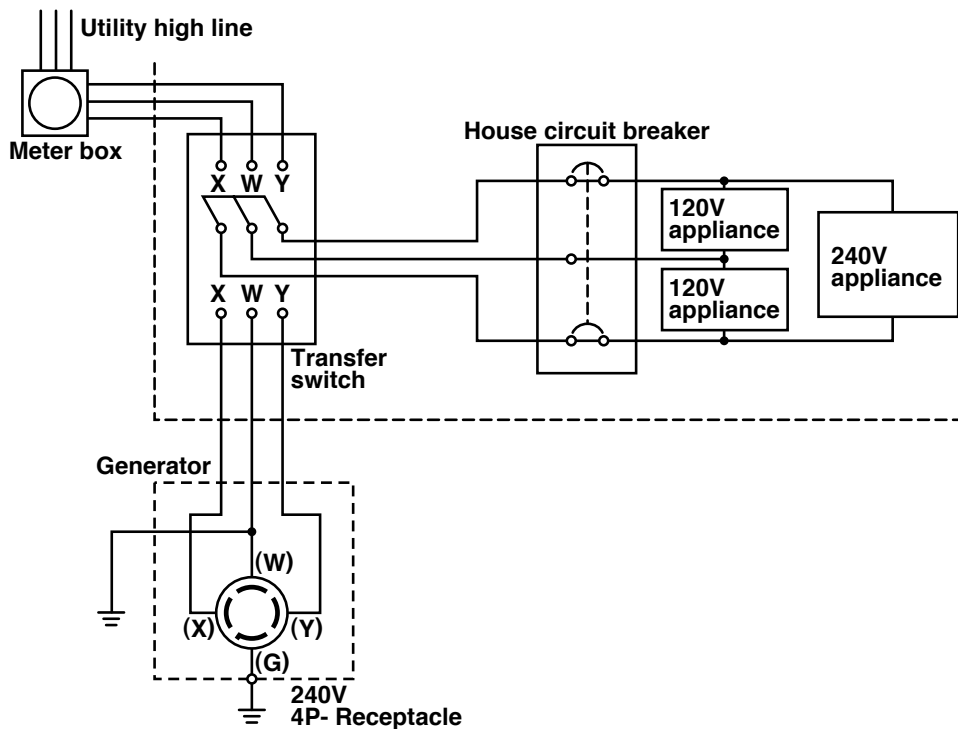 Utility high line
Meter box
House circuit breaker
X W Y
120V
appliance
240V
appliance
120V
appliance
X W Y
Transfer
switch
Generator
(W)
(X) (Y)
(G)
240V
4P- Receptacle